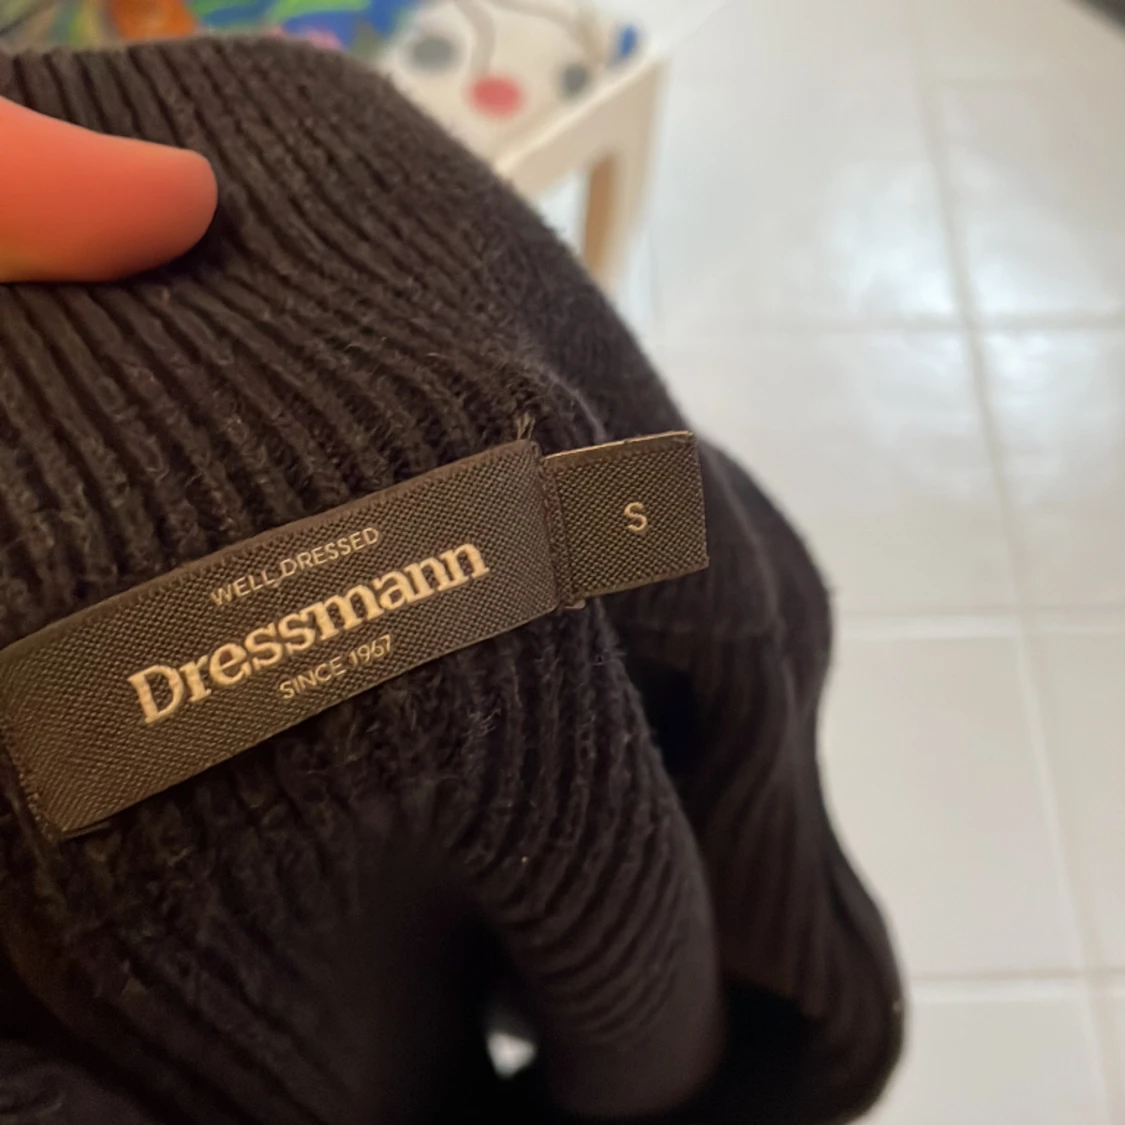 WELL DRESSED
Dressmann
SINCE 1967
S